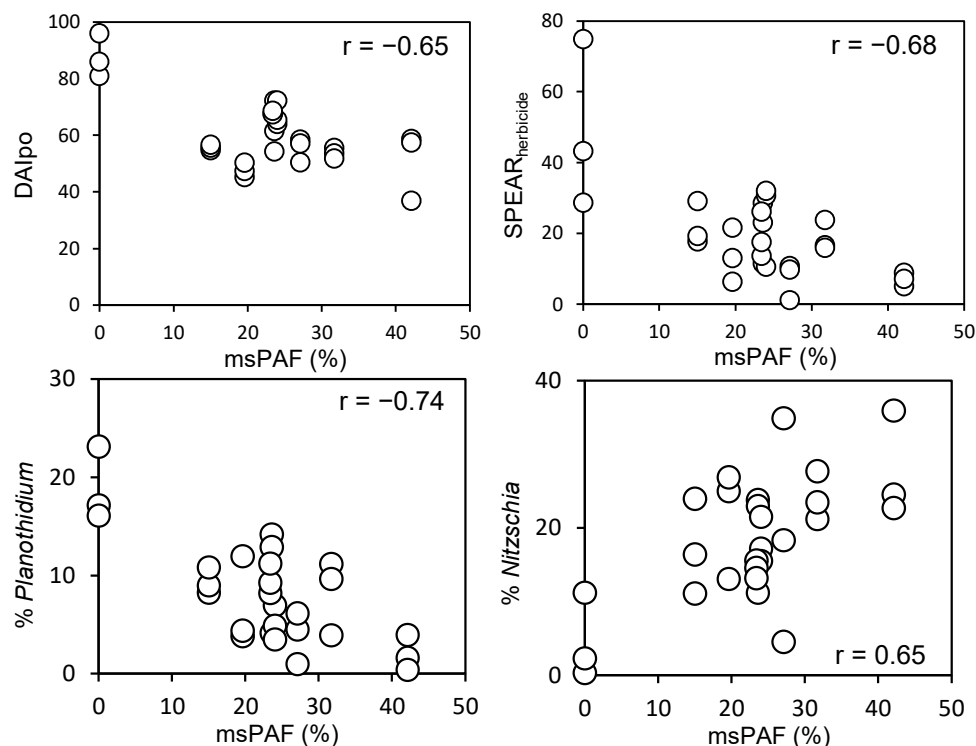 r = −0.65
100
80
60
40
20
0
DAIpo
0 10 20 30 40 50
msPAF (%)
r = −0.68
80
60
40
20
0
SPEARherbicide
0 10 20 30 40 50
msPAF (%)
r = −0.74
30
20
10
0
% Planothidium
0 10 20 30 40 50
msPAF (%)
40
20
0
% Nitzschia
r = 0.65
0 10 20 30 40 50
msPAF (%)